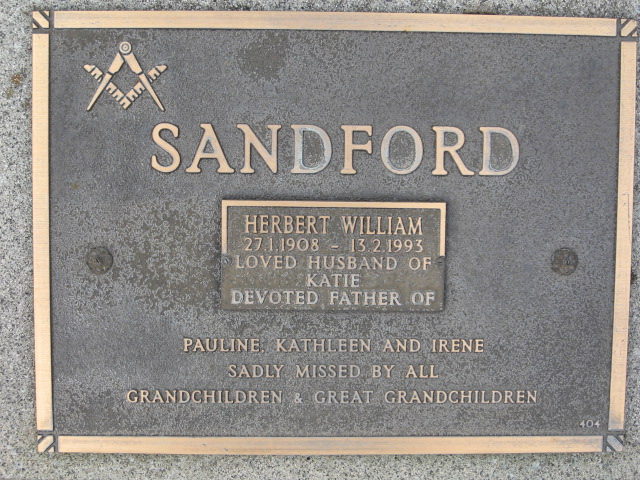 SANDFORD
HERBERT WILLIAM
27.1.1908 - 13.2.1993
LOVED HUSBAND OF
KATIE
DEVOTED FATHER OF
PAULINE, KATHLEEN AND IRENE
SADLY MISSED BY ALL
GRANDCHILDREN & GREAT GRANDCHILDREN
404